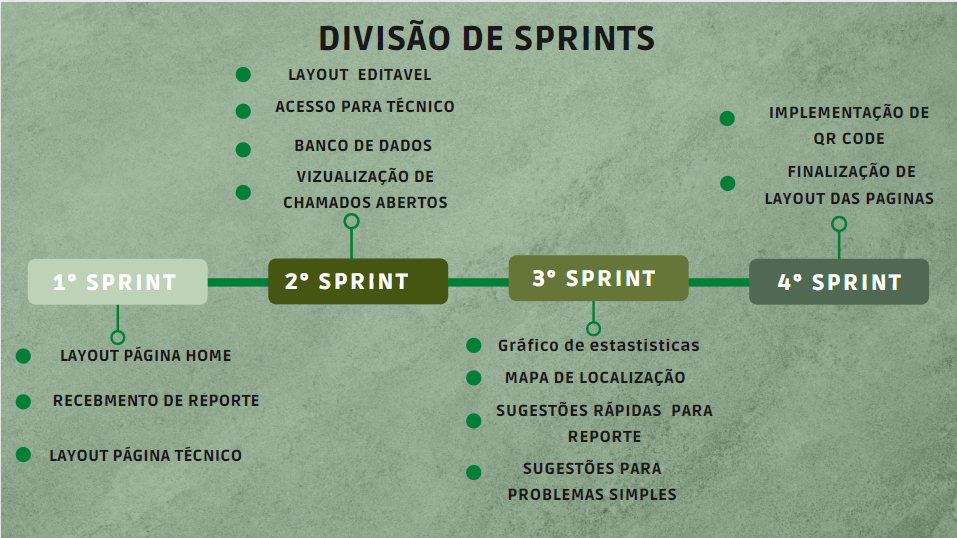 DIVISÃO DE SPRINTS
LAYOUT EDITAVEL
ACESSO PARA TÉCNICO
BANCO DE DADOS
VIZUALIZAÇÃO DE
CHAMADOS ABERTOS
IMPLEMENTAÇÃO DE
QR CODE
FINALIZAÇÃO DE
LAYOUT DAS PAGINAS
1° SPRINT
2° SPRINT
3° SPRINT
4° SPRINT
LAYOUT PÁGINA HOME
RECEBMENTO DE REPORTE
LAYOUT PÁGINA TÉCNICO
Gráfico de estastisticas
MAPA DE LOCALIZAÇÃO
SUGESTÕES RÁPIDAS PARA
REPORTE
SUGESTÕES PARA
PROBLEMAS SIMPLES